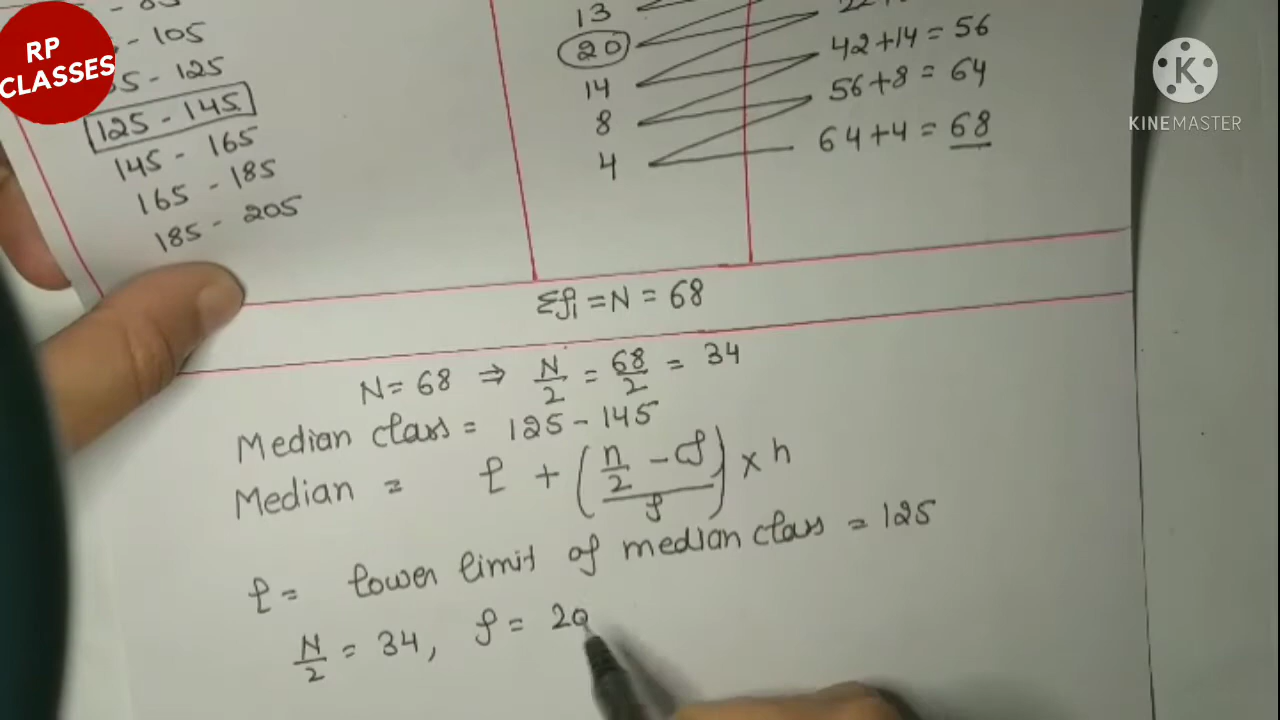 RP
CLASSES
- 105
- 125
125 - 145
145 - 165
165 - 185
185 - 205
13
20
14
8
4
42+14 = 56
56+8 = 64
64+4 = 68
KINEMASTER
Σfi = N = 68
N = 68 ⇒ N/2 = 68/2 = 34
Median class = 125 - 145
Median = l + (n/2 - cf / f) × h
l = lower limit of median class = 125
N/2 = 34, f = 20